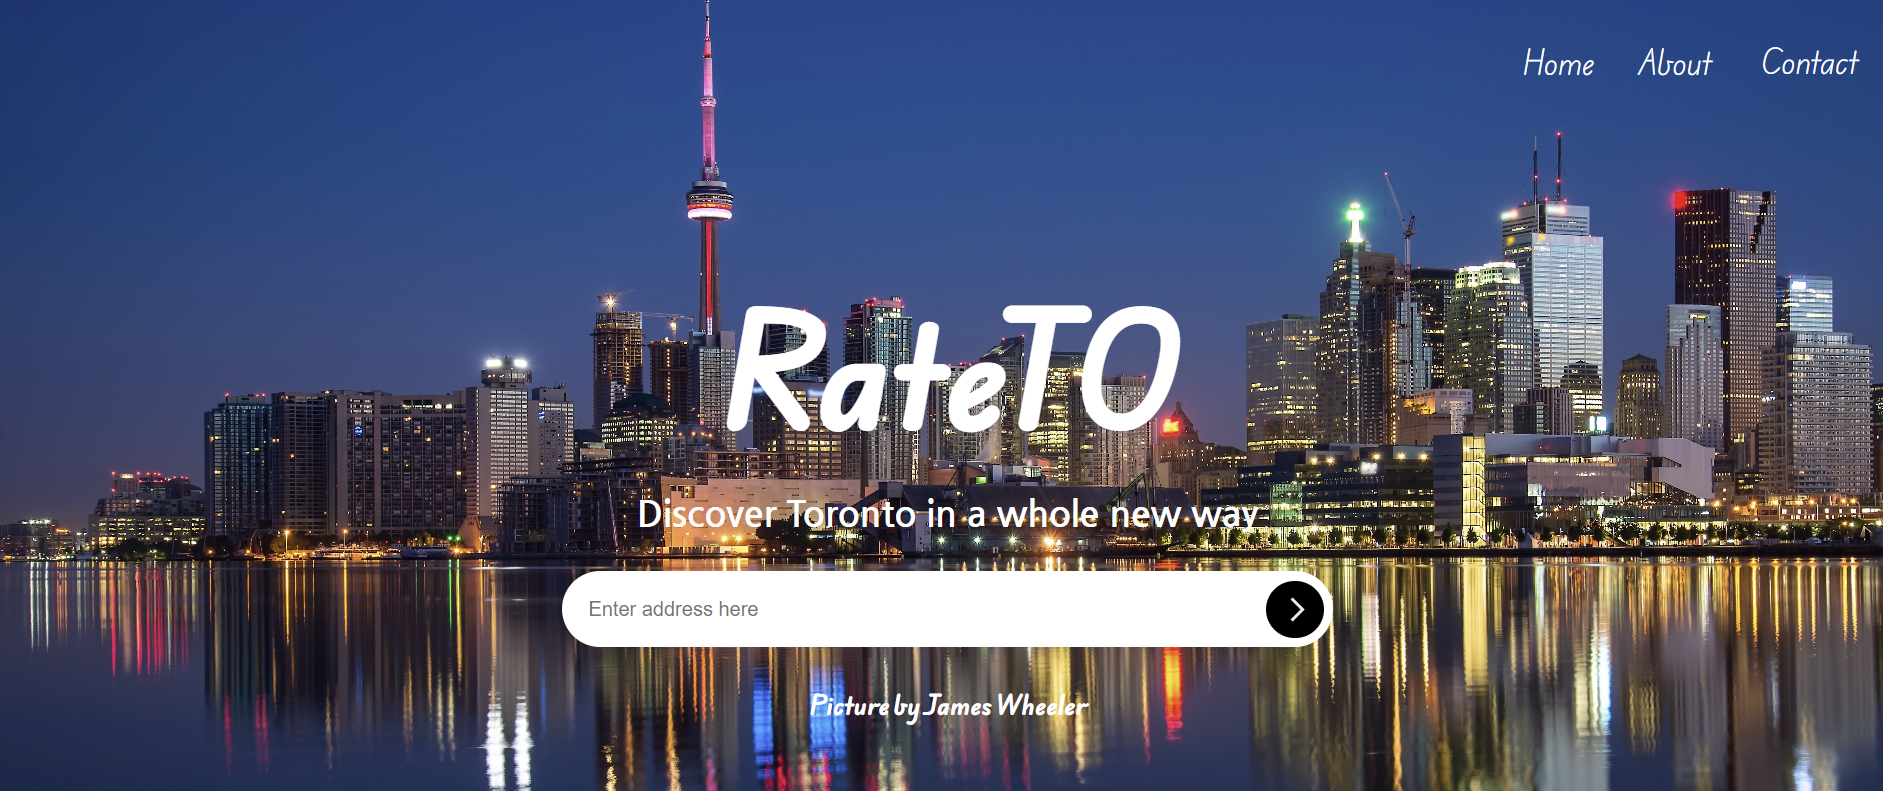 Home About Contact
RateTO
Discover Toronto in a whole new way
Enter address here
Picture by James Wheeler